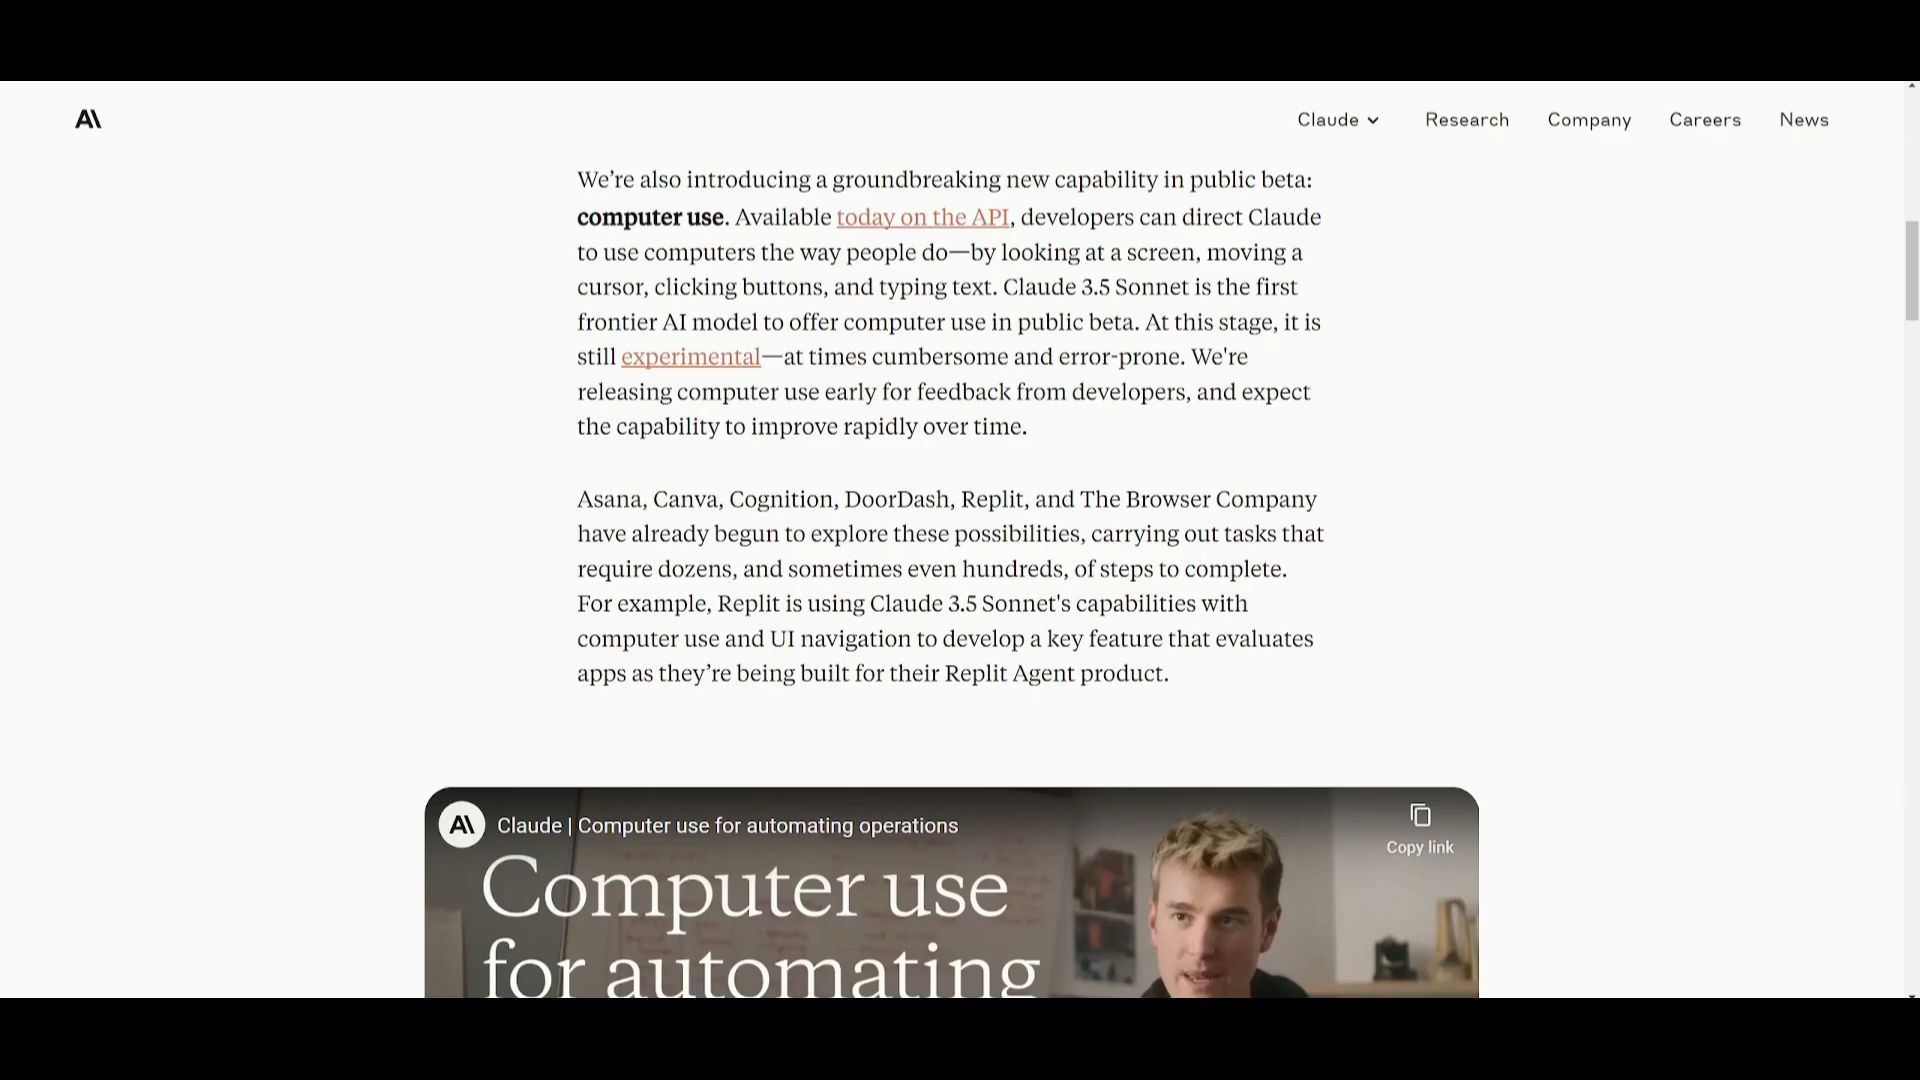 A\
Claude
Research
Company
Careers
News
We’re also introducing a groundbreaking new capability in public beta:
computer use. Available today on the API, developers can direct Claude
to use computers the way people do—by looking at a screen, moving a
cursor, clicking buttons, and typing text. Claude 3.5 Sonnet is the first
frontier AI model to offer computer use in public beta. At this stage, it is
still experimental—at times cumbersome and error-prone. We're
releasing computer use early for feedback from developers, and expect
the capability to improve rapidly over time.
Asana, Canva, Cognition, DoorDash, Replit, and The Browser Company
have already begun to explore these possibilities, carrying out tasks that
require dozens, and sometimes even hundreds, of steps to complete.
For example, Replit is using Claude 3.5 Sonnet's capabilities with
computer use and UI navigation to develop a key feature that evaluates
apps as they’re being built for their Replit Agent product.
A\
Claude | Computer use for automating operations
Copy link
Computer use
for automating